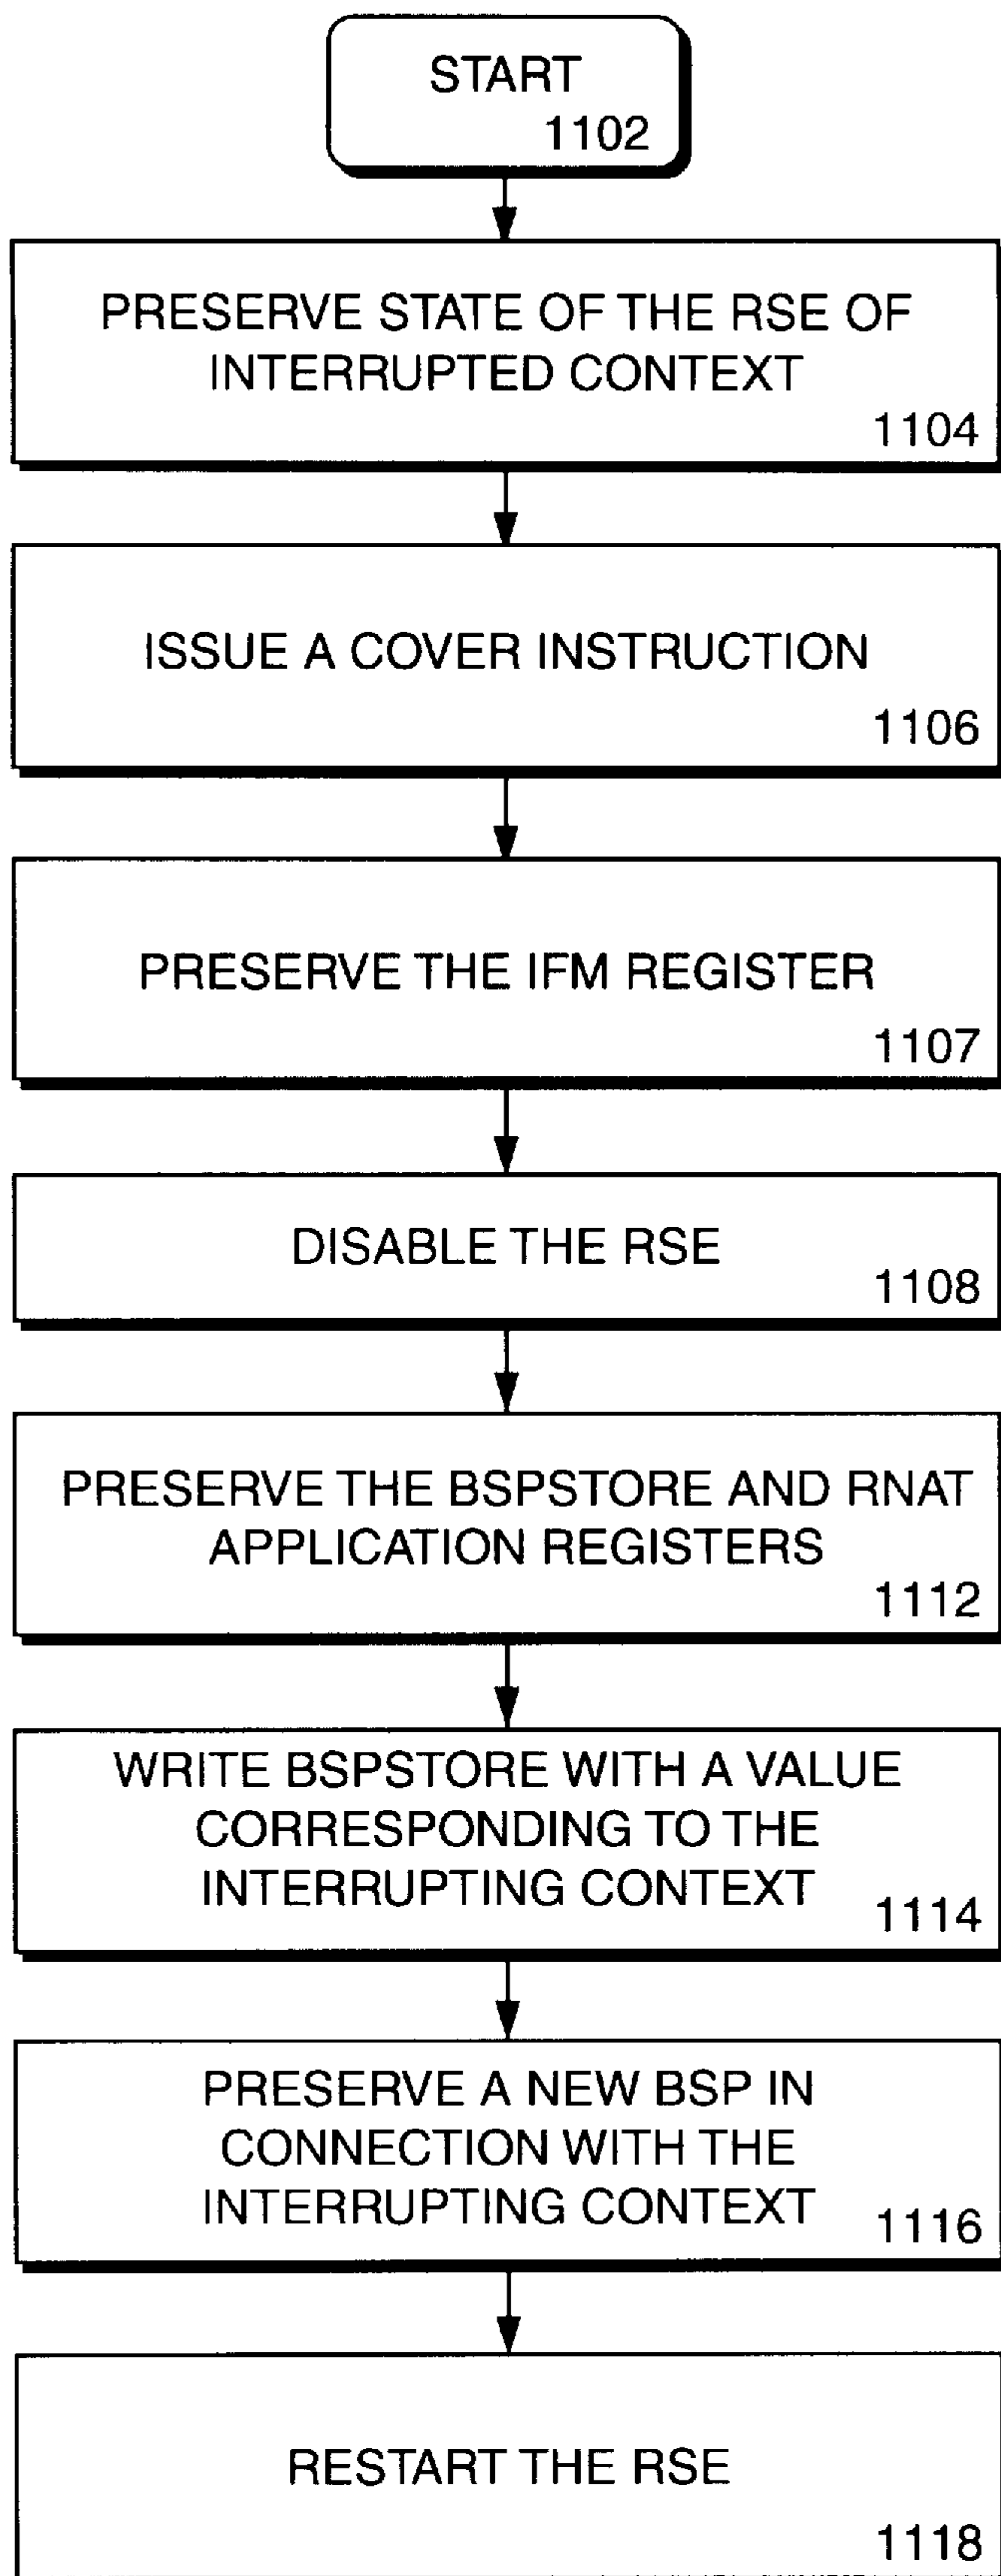 START
1102
PRESERVE STATE OF THE RSE OF
INTERRUPTED CONTEXT
1104
ISSUE A COVER INSTRUCTION
1106
PRESERVE THE IFM REGISTER
1107
DISABLE THE RSE
1108
PRESERVE THE BSPSTORE AND RNAT
APPLICATION REGISTERS
1112
WRITE BSPSTORE WITH A VALUE
CORRESPONDING TO THE
INTERRUPTING CONTEXT
1114
PRESERVE A NEW BSP IN
CONNECTION WITH THE
INTERRUPTING CONTEXT
1116
RESTART THE RSE
1118